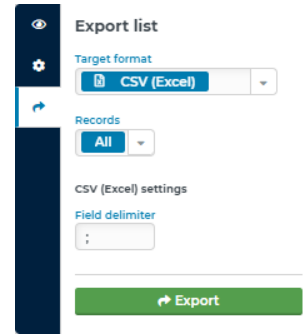 Export list
Target format
CSV (Excel)
Records
All
CSV (Excel) settings
Field delimiter
;
Export